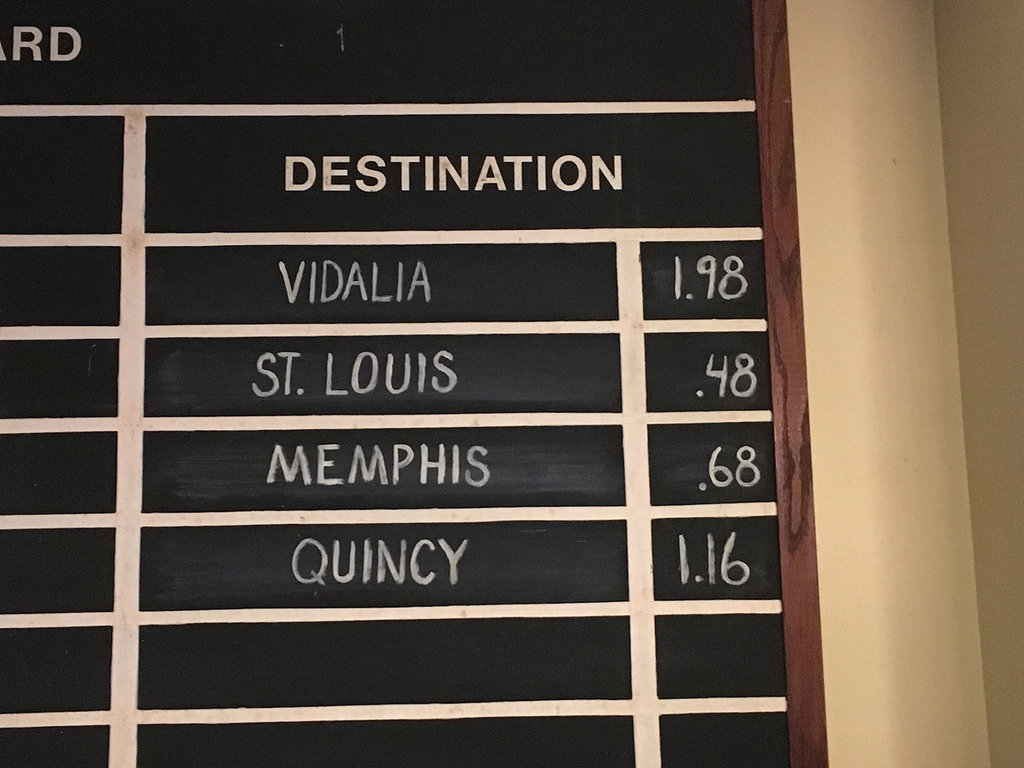 ARD
DESTINATION
VIDALIA 1.98
ST. LOUIS .48
MEMPHIS .68
QUINCY 1.16